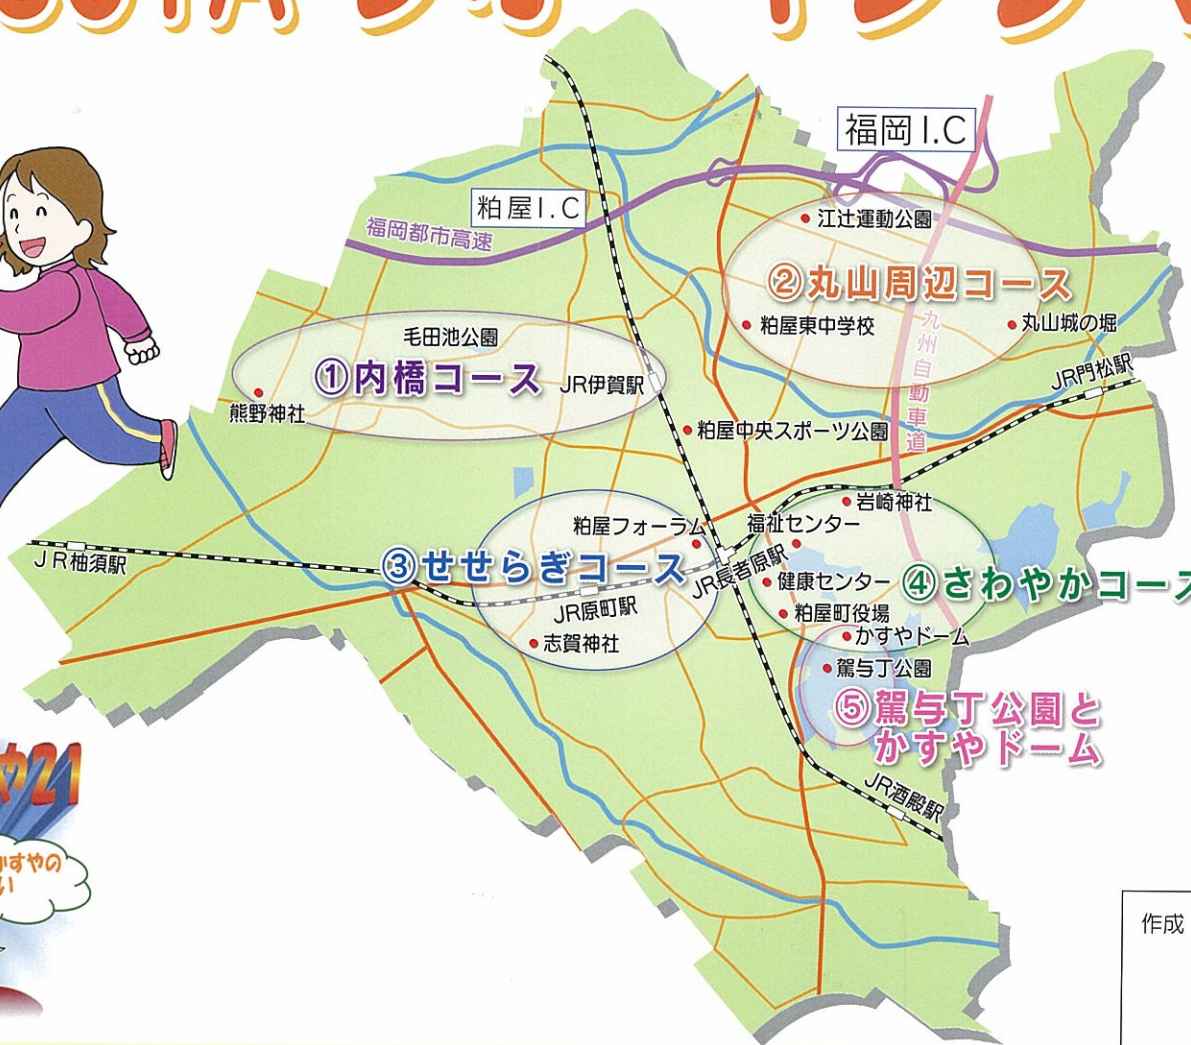 福岡I.C
粕屋I.C
福岡都市高速
江辻運動公園
②丸山周辺コース
粕屋東中学校
丸山城の堀
九州自動車道
毛田池公園
①内橋コース
JR伊賀駅
熊野神社
JR門松駅
粕屋中央スポーツ公園
岩崎神社
粕屋フォーラム
福祉センター
JR柚須駅
③せせらぎコース
JR長者原駅
健康センター
④さわやかコース
JR原町駅
粕屋町役場
志賀神社
かすやドーム
駕与丁公園
⑤駕与丁公園と
かすやドーム
JR酒殿駅
や21
かすやの
い
作成